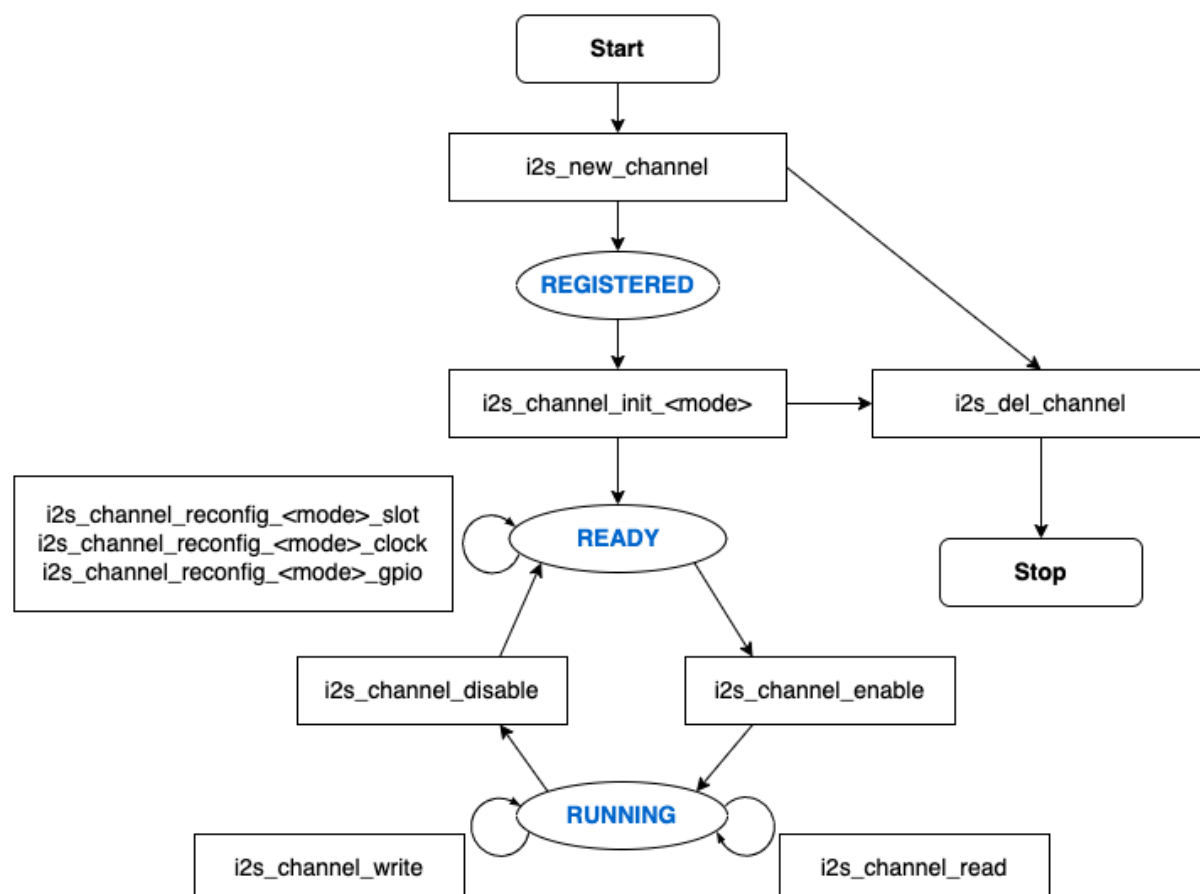 Start
i2s_new_channel
REGISTERED
i2s_channel_init_<mode>
i2s_del_channel
i2s_channel_reconfig_<mode>_slot
i2s_channel_reconfig_<mode>_clock
i2s_channel_reconfig_<mode>_gpio
READY
Stop
i2s_channel_disable
i2s_channel_enable
RUNNING
i2s_channel_write
i2s_channel_read